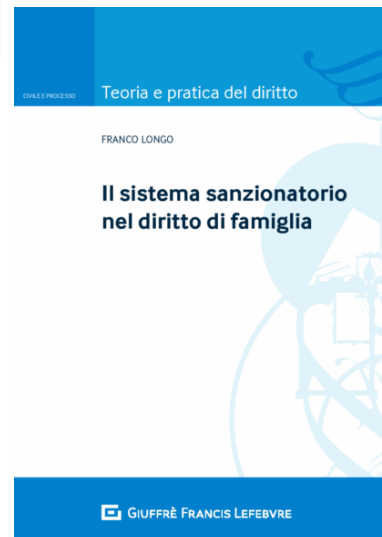 CIVILE E PROCESSO
Teoria e pratica del diritto
FRANCO LONGO
Il sistema sanzionatorio
nel diritto di famiglia
GIUFFRÈ FRANCIS LEFEBVRE